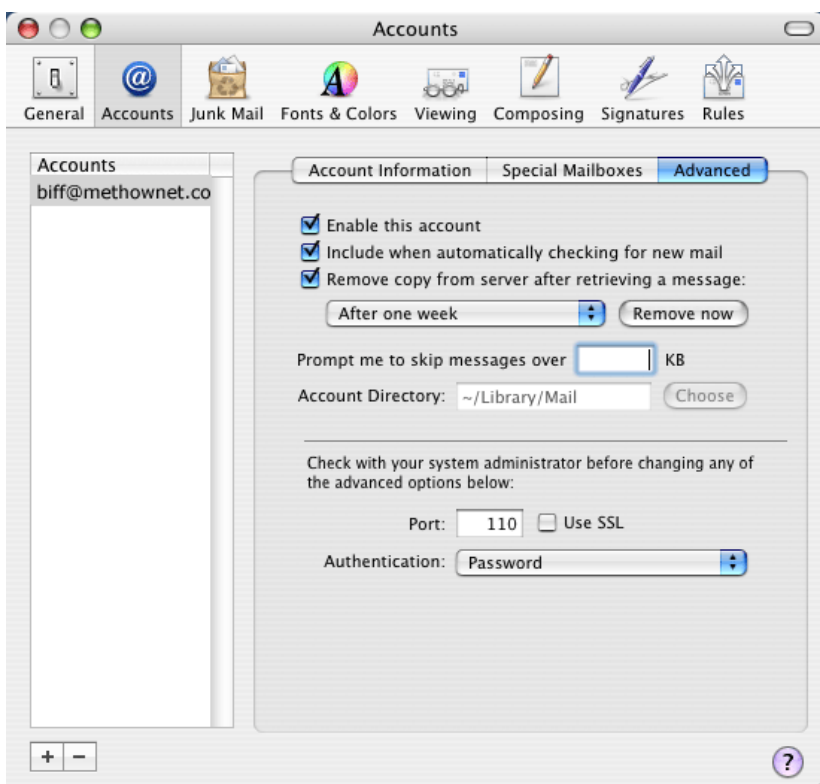 Accounts
General Accounts Junk Mail Fonts & Colors Viewing Composing Signatures Rules
Accounts
biff@methownet.co
Account Information Special Mailboxes Advanced
Enable this account
Include when automatically checking for new mail
Remove copy from server after retrieving a message:
After one week Remove now
Prompt me to skip messages over KB
Account Directory: ~/Library/Mail Choose
Check with your system administrator before changing any of
the advanced options below:
Port: 110 Use SSL
Authentication: Password
+ − ?